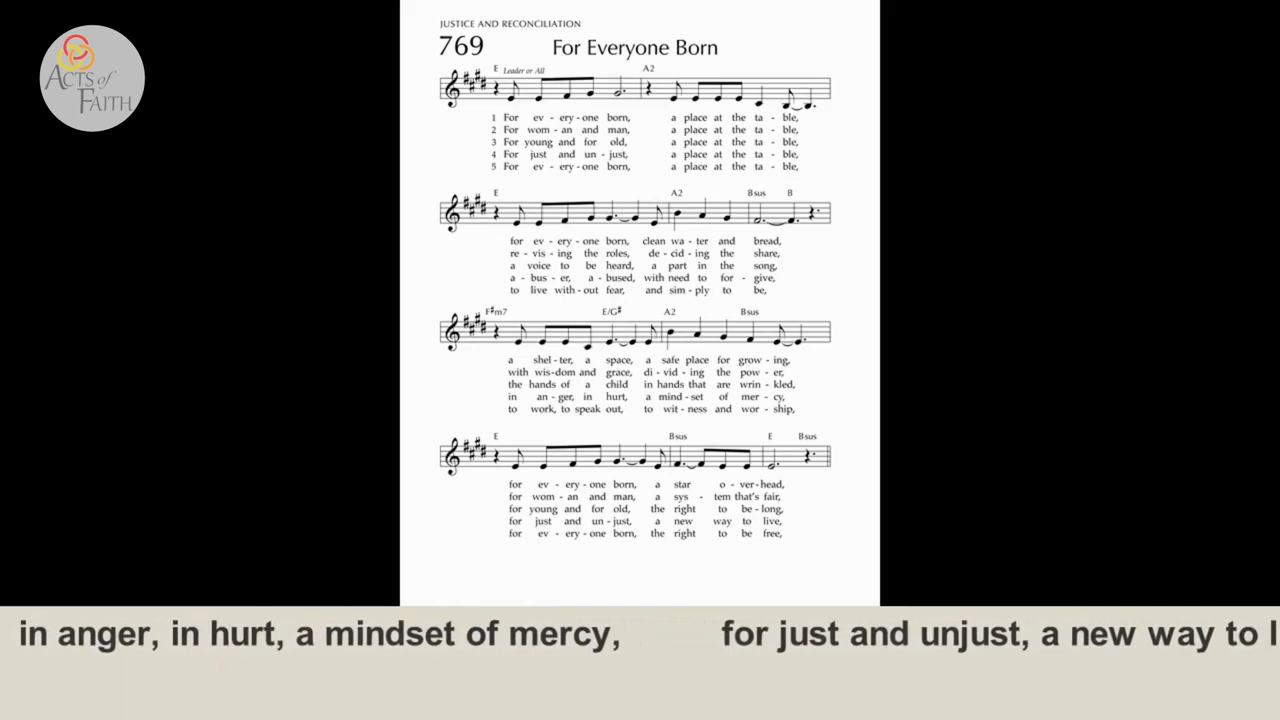 ACTS of
FAITH
JUSTICE AND RECONCILIATION
769 For Everyone Born
E Leader or All A2
1 For ev - ery - one born, a place at the ta - ble,
2 For wom - an and man, a place at the ta - ble,
3 For young and for old, a place at the ta - ble,
4 For just and un - just, a place at the ta - ble,
5 For ev - ery - one born, a place at the ta - ble,
E A2 Bsus B
for ev - ery - one born, clean wa - ter and bread,
re - vis - ing the roles, de - cid - ing the share,
a voice to be heard, a part in the song,
a - bus - er, a - bused, with need to for - give,
to live with - out fear, and sim - ply to be,
F#m7 E/G# A2 Bsus
a shel - ter, a space, a safe place for grow - ing,
with wis - dom and grace, di - vid - ing the pow - er,
the hands of a child in hands that are wrin - kled,
in an - ger, in hurt, a mind - set of mer - cy,
to work, to speak out, to wit - ness and wor - ship,
E Bsus E Bsus
for ev - ery - one born, a star o - ver - head,
for wom - an and man, a sys - tem that's fair,
for young and for old, the right to be - long,
for just and un - just, a new way to live,
for ev - ery - one born, the right to be free,
in anger, in hurt, a mindset of mercy, for just and unjust, a new way to l